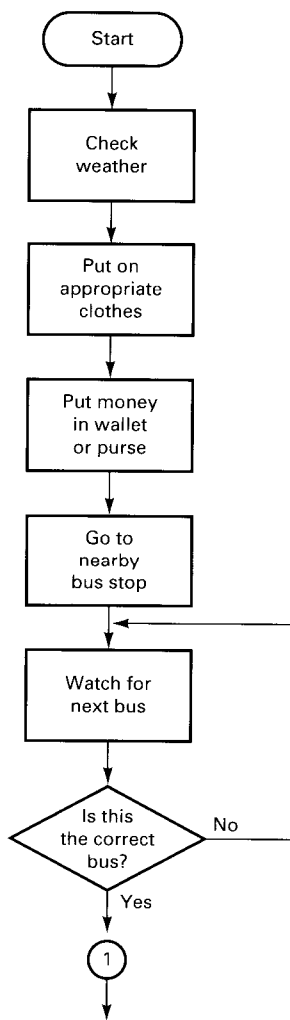 Start
Check
weather
Put on
appropriate
clothes
Put money
in wallet
or purse
Go to
nearby
bus stop
Watch for
next bus
Is this
the correct
bus?
No
Yes
1